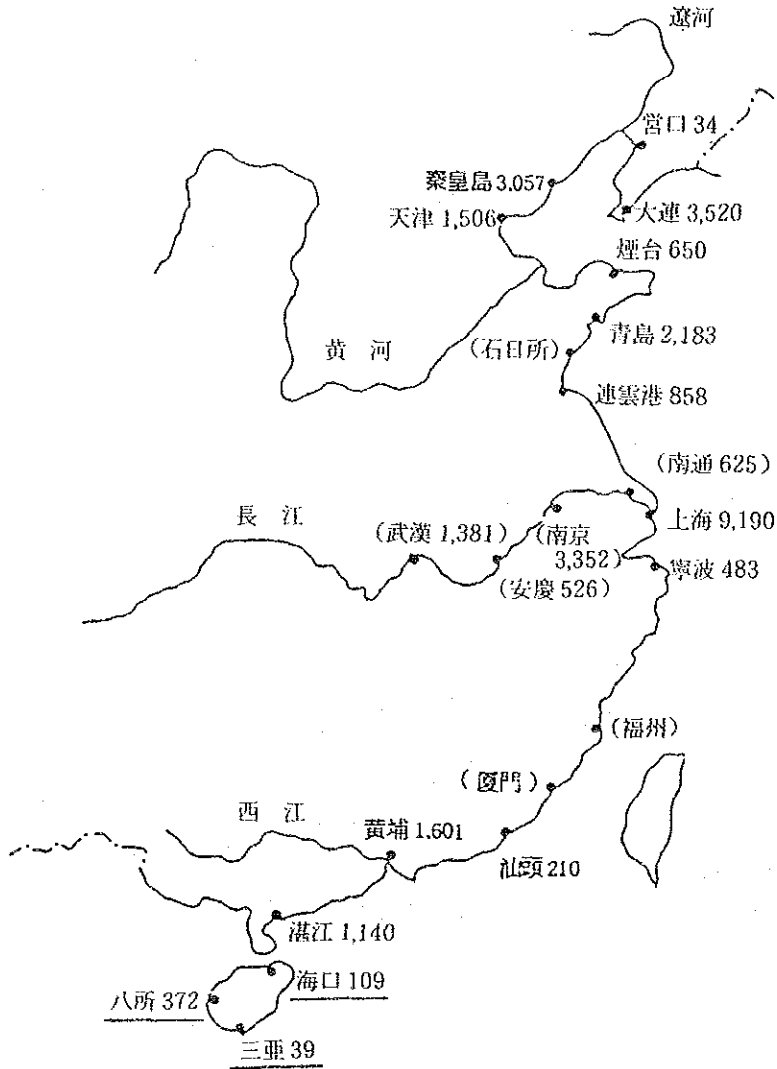 遼河
営口 34
秦皇島 3,057
天津 1,506
大連 3,520
煙台 650
黄 河
(石臼所)
青島 2,183
連雲港 858
(南通 625)
長 江
(武漢 1,381)
(南京
3,352)
上海 9,190
寧波 483
(安慶 526)
(福州)
(厦門)
西 江
黄埔 1.601
汕頭 210
湛江 1,140
海口 109
八所 372
三亜 39